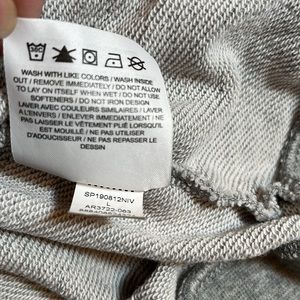 WASH WITH LIKE COLORS / WASH INSIDE
OUT / REMOVE IMMEDIATELY / DO NOT ALLOW
TO LAY ON ITSELF WHEN WET / DO NOT USE
SOFTENERS / DO NOT IRON DESIGN
LAVER AVEC COULEURS SIMILAIRES / LAVER
À L'ENVERS / ENLEVER IMMÉDIATEMENT / NE
PAS LAISSER LE VÊTEMENT PLIÉ LORSQU'IL
EST MOUILLÉ / NE PAS UTILISER
D'ADOUCISSEUR / NE PAS REPASSER LE
DESSIN
SP190812NIV
L
AR3722-063